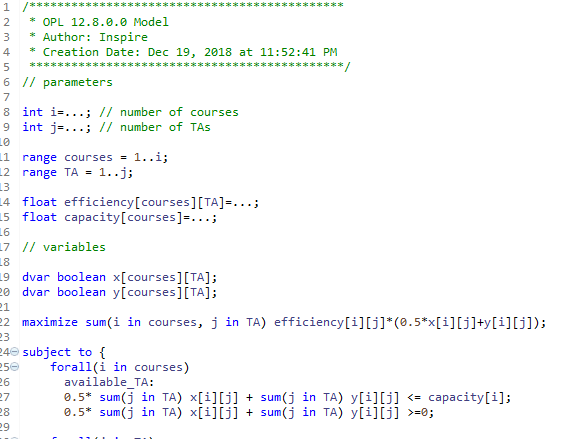 1 /*********************************************
2  * OPL 12.8.0.0 Model
3  * Author: Inspire
4  * Creation Date: Dec 19, 2018 at 11:52:41 PM
5  *********************************************/
6 // parameters
7
8 int i=...; // number of courses
9 int j=...; // number of TAs
10
11 range courses = 1..i;
12 range TA = 1..j;
13
14 float efficiency[courses][TA]=...;
15 float capacity[courses]=...;
16
17 // variables
18
19 dvar boolean x[courses][TA];
20 dvar boolean y[courses][TA];
21
22 maximize sum(i in courses, j in TA) efficiency[i][j]*(0.5*x[i][j]+y[i][j]);
23
24 subject to {
25     forall(i in courses)
26       available_TA:
27       0.5* sum(j in TA) x[i][j] + sum(j in TA) y[i][j] <= capacity[i];
28       0.5* sum(j in TA) x[i][j] + sum(j in TA) y[i][j] >=0;
29